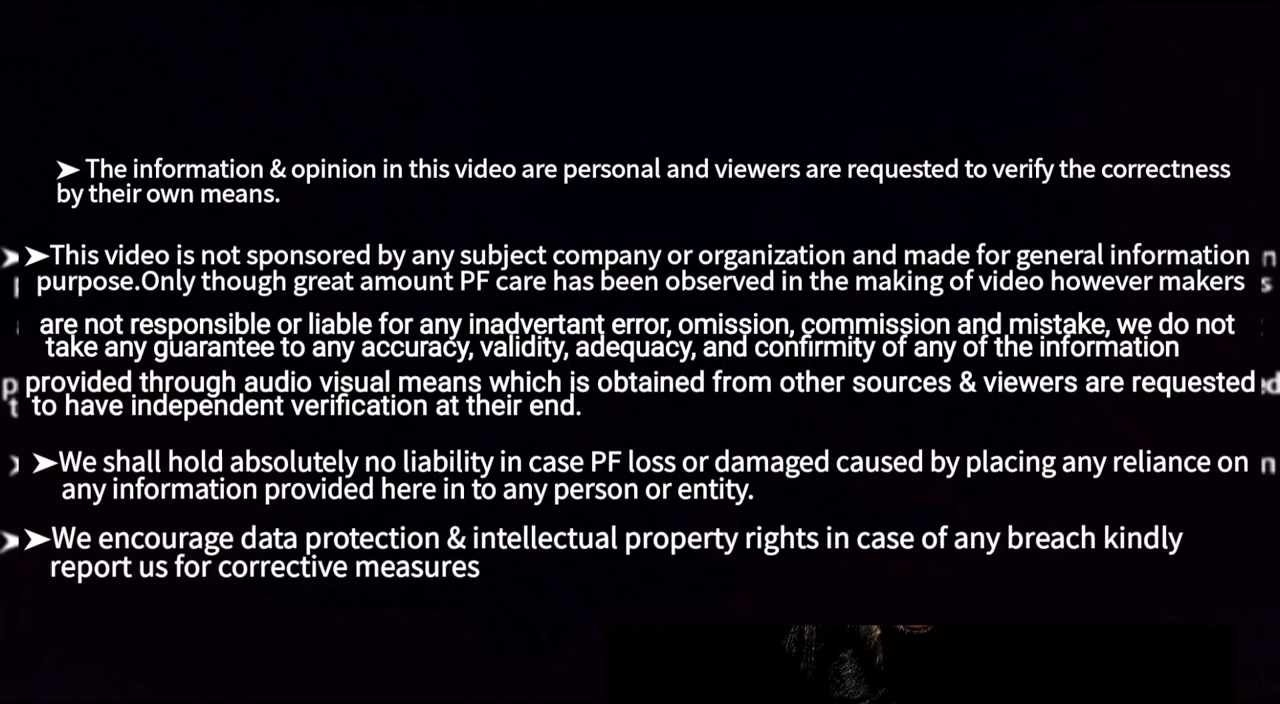 ➤ The information & opinion in this video are personal and viewers are requested to verify the correctness
by their own means.
➤This video is not sponsored by any subject company or organization and made for general information
purpose.Only though great amount PF care has been observed in the making of video however makers
are not responsible or liable for any inadvertant error, omission, commission and mistake, we do not
take any guarantee to any accuracy, validity, adequacy, and confirmity of any of the information
provided through audio visual means which is obtained from other sources & viewers are requested
to have independent verification at their end.
➤We shall hold absolutely no liability in case PF loss or damaged caused by placing any reliance on
any information provided here in to any person or entity.
➤We encourage data protection & intellectual property rights in case of any breach kindly
report us for corrective measures